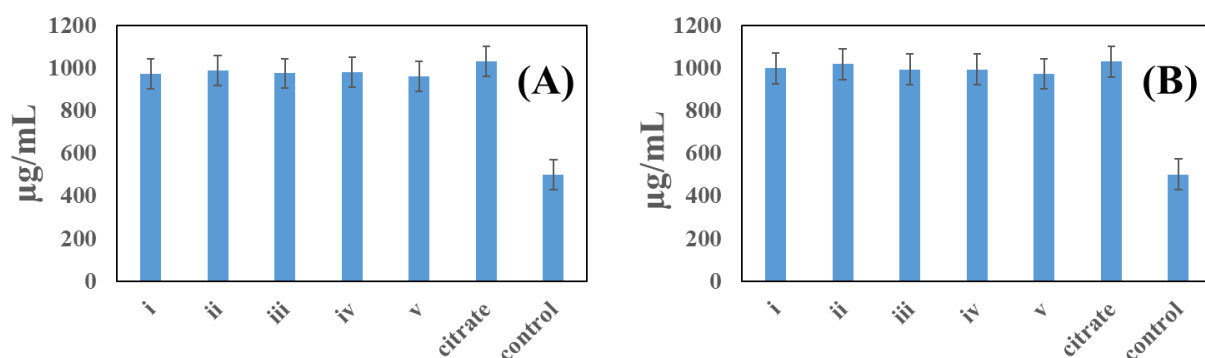 1200
1000
800
600
400
200
0
µg/mL
(A)
i
ii
iii
iv
v
citrate
control
1200
1000
800
600
400
200
0
µg/mL
(B)
i
ii
iii
iv
v
citrate
control